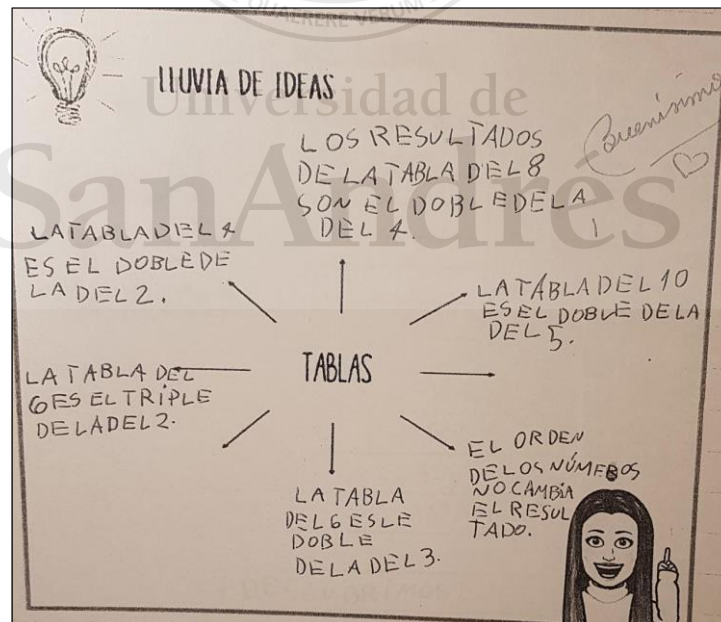 QUAERERE VERUM
LLUVIA DE IDEAS
Universidad de
SanAndrés
Buenísimo
LOS RESULTADOS
DE LA TABLA DEL 8
SON EL DOBLE DE LA
DEL 4.
LA TABLA DEL 4
ES EL DOBLE DE
LA DEL 2.
LA TABLA DEL 10
ES EL DOBLE DE LA
DEL 5.
TABLAS
LA TABLA DEL
6 ES EL TRIPLE
DE LA DEL 2.
EL ORDEN
DE LOS NÚMEROS
NO CAMBIA
EL RESUL
TADO.
LA TABLA
DEL 6 ES LE
DOBLE
DE LA DEL 3.